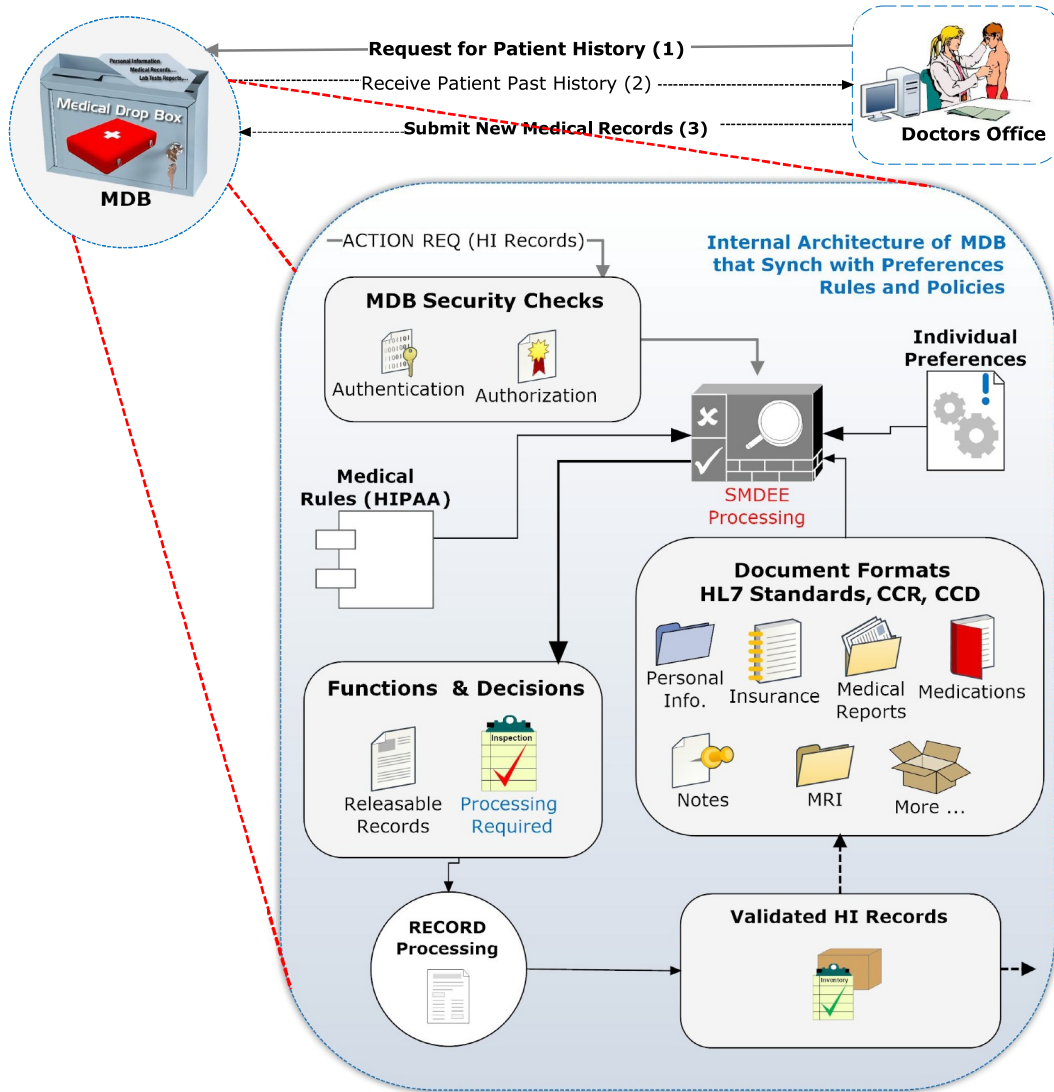 Request for Patient History (1)
Receive Patient Past History (2)
Submit New Medical Records (3)
Personal Information
Medical Records....
Lab Tests Reports....
Medical Drop Box
MDB
Doctors Office
ACTION REQ (HI Records)
Internal Architecture of MDB
that Synch with Preferences
Rules and Policies
MDB Security Checks
Authentication
Authorization
Individual
Preferences
Medical
Rules (HIPAA)
SMDEE
Processing
Document Formats
HL7 Standards, CCR, CCD
Personal
Info.
Insurance
Medical
Reports
Medications
Notes
MRI
More ...
Functions & Decisions
Inspection
Releasable
Records
Processing
Required
RECORD
Processing
Validated HI Records
Inventory